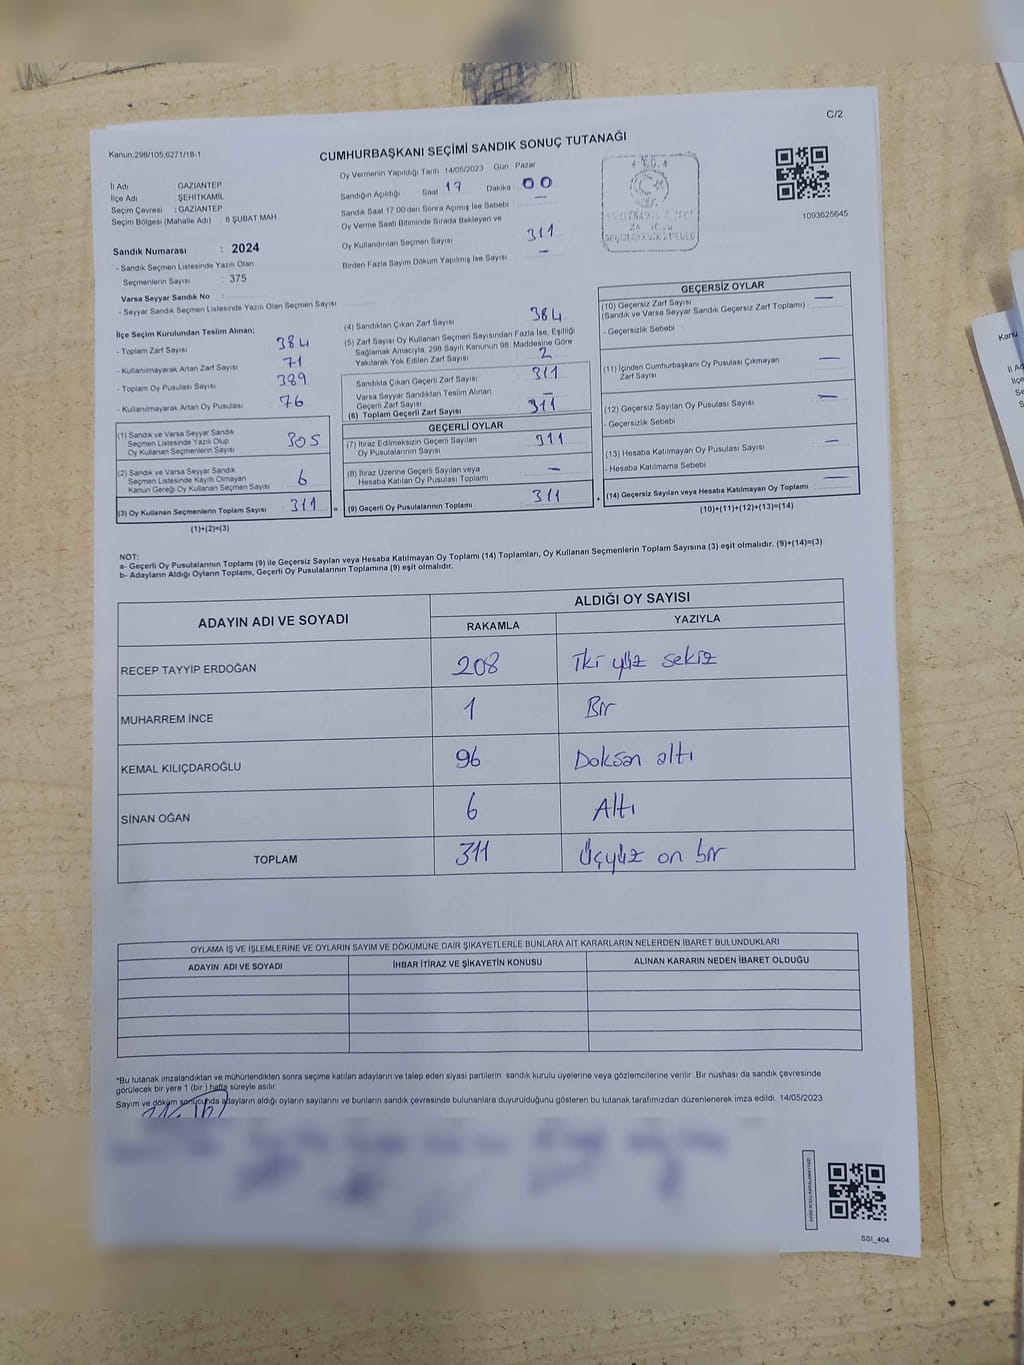 C/2
Kanun,298/105,6271/18-1
CUMHURBAŞKANI SEÇİMİ SANDIK SONUÇ TUTANAĞI
İl Adı : GAZİANTEP
İlçe Adı : ŞEHİTKAMİL
Seçim Çevresi : GAZİANTEP
Seçim Bölgesi (Mahalle Adı) : 8 ŞUBAT MAH.
Sandık Numarası : 2024
- Sandık Seçmen Listesinde Yazılı Olan
Seçmenlerin Sayısı : 375
Varsa Seyyar Sandık No :
- Seyyar Sandık Seçmen Listesinde Yazılı Olan Seçmen Sayısı
Oy Vermenin Yapıldığı Tarih 14/05/2023 Gün Pazar
Sandığın Açıldığı Saat 17 Dakika 00
Sandık Saat 17:00'den Sonra Açımış İse Sebebi —
Oy Verme Saati Bitiminde Sırada Bekleyen ve
Oy Kullandırılan Seçmen Sayısı 311
Birden Fazla Sayım Döküm Yapılmış İse Sayısı —
1093625645
İlçe Seçim Kurulundan Teslim Alınan;
- Toplam Zarf Sayısı 384
- Kullanılmayarak Artan Zarf Sayısı 71
- Toplam Oy Pusulası Sayısı 389
- Kullanılmayarak Artan Oy Pusulası 76
(1) Sandık ve Varsa Seyyar Sandık
Seçmen Listesinde Yazılı Olup
Oy Kullanan Seçmenlerin Sayısı 305
(2) Sandık ve Varsa Seyyar Sandık
Seçmen Listesinde Kayıtlı Olmayan
Kanun Gereği Oy Kullanan Seçmen Sayısı 6
(3) Oy Kullanan Seçmenlerin Toplam Sayısı 311 =
(1)+(2)=(3)
(4) Sandıktan Çıkan Zarf Sayısı 384
(5) Zarf Sayısı Oy Kullanan Seçmen Sayısından Fazla İse, Eşitliği
Sağlamak Amacıyla, 298 Sayılı Kanunun 98. Maddesine Göre
Yakılarak Yok Edilen Zarf Sayısı 2
Sandıkta Çıkan Geçerli Zarf Sayısı 311
Varsa Seyyar Sandıktan Teslim Alınan
Geçerli Zarf Sayısı —
(6) Toplam Geçerli Zarf Sayısı 311
GEÇERLİ OYLAR
(7) İtiraz Edilmeksizin Geçerli Sayılan
Oy Pusulasının Sayısı 311
(8) İtiraz Üzerine Geçerli Sayılan veya
Hesaba Katılan Oy Pusulası Toplamı —
(9) Geçerli Oy Pusulalarının Toplamı 311 +
GEÇERSİZ OYLAR
(10) Geçersiz Zarf Sayısı —
(Sandık ve Varsa Seyyar Sandık Geçersiz Zarf Toplamı) :
- Geçersizlik Sebebi :
(11) İçinden Cumhurbaşkanı Oy Pusulası Çıkmayan
Zarf Sayısı —
(12) Geçersiz Sayılan Oy Pusulası Sayısı —
- Geçersizlik Sebebi :
(13) Hesaba Katılmayan Oy Pusulası Sayısı —
- Hesaba Katılmama Sebebi :
(14) Geçersiz Sayılan veya Hesaba Katılmayan Oy Toplamı —
(10)+(11)+(12)+(13)=(14)
NOT:
a- Geçerli Oy Pusulalarının Toplamı (9) ile Geçersiz Sayılan veya Hesaba Katılmayan Oy Toplamı (14) Toplamları, Oy Kullanan Seçmenlerin Toplam Sayısına (3) eşit olmalıdır. (9)+(14)=(3)
b- Adayların Aldığı Oyların Toplamı, Geçerli Oy Pusulalarının Toplamına (9) eşit olmalıdır.
ADAYIN ADI VE SOYADI ALDIĞI OY SAYISI
RAKAMLA YAZIYLA
RECEP TAYYİP ERDOĞAN 208 İki yüz sekiz
MUHARREM İNCE 1 Bir
KEMAL KILIÇDAROĞLU 96 Doksan altı
SİNAN OĞAN 6 Altı
TOPLAM 311 Üçyüz on bir
OYLAMA İŞ VE İŞLEMLERİNE VE OYLARIN SAYIM VE DÖKÜMÜNE DAİR ŞİKAYETLERLE BUNLARA AİT KARARLARIN NELERDEN İBARET BULUNDUKLARI
ADAYIN ADI VE SOYADI İHBAR İTİRAZ VE ŞİKAYETİN KONUSU ALINAN KARARIN NEDEN İBARET OLDUĞU
*Bu tutanak imzalandıktan ve mühürlendikten sonra seçime katılan adayların ve talep eden siyasi partilerin sandık kurulu üyelerine veya gözlemcilerine verilir .Bir nüshası da sandık çevresinde
görülecek bir yere 1 (bir ) hafta süreyle asılır.
Sayım ve döküm sonucunda adayların aldığı oyların sayılarını ve bunların sandık çevresinde bulunanlara duyurulduğunu gösteren bu tutanak tarafımızdan düzenlenerek imza edildi. 14/05/2023
SSI_404